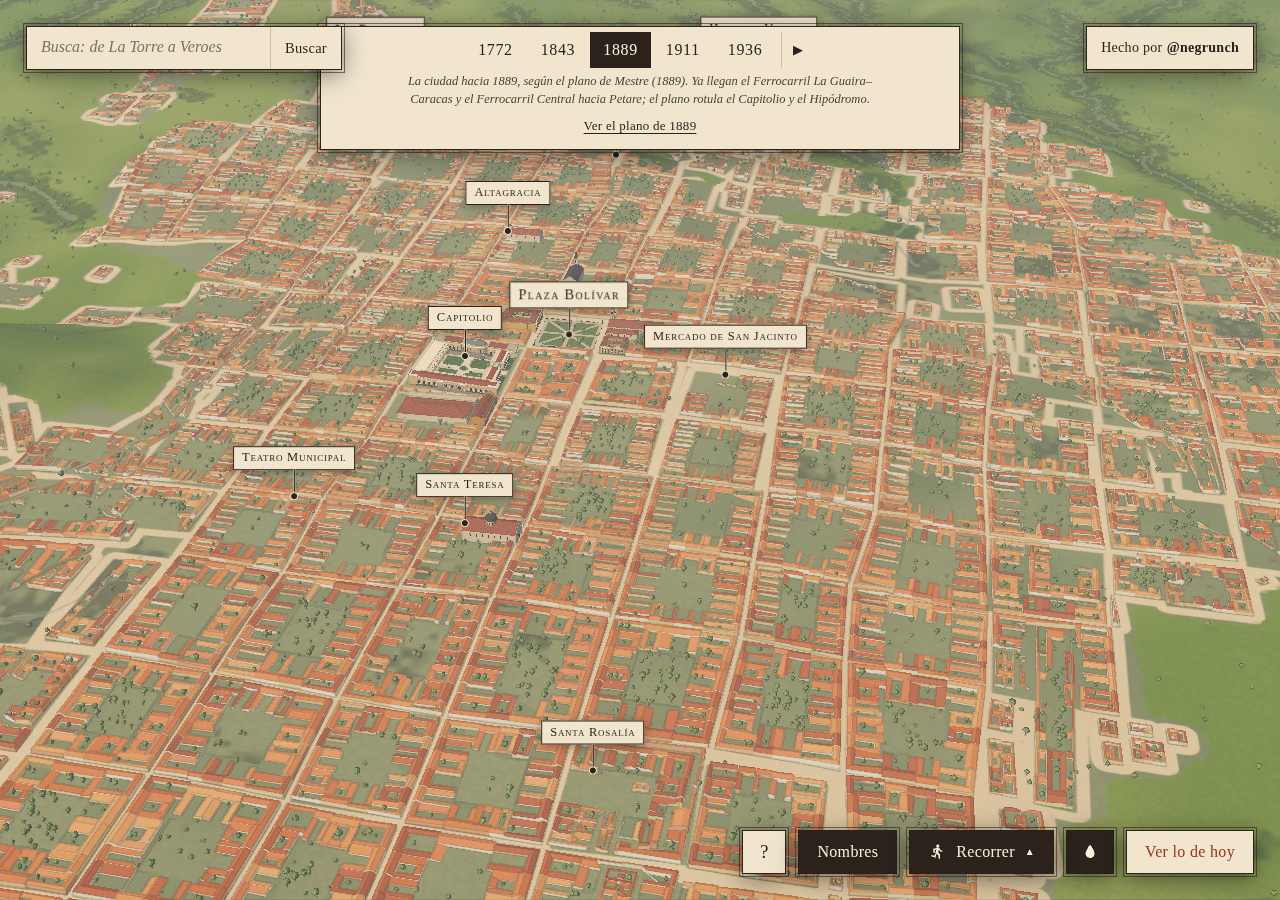 Busca: de La Torre a Veroes
Buscar
1772 1843 1889 1911 1936
La ciudad hacia 1889, según el plano de Mestre (1889). Ya llegan el Ferrocarril La Guaira–
Caracas y el Ferrocarril Central hacia Petare; el plano rotula el Capitolio y el Hipódromo.
Ver el plano de 1889
Hecho por @negrunch
Altagracia
Plaza Bolívar
Capitolio
Mercado de San Jacinto
Teatro Municipal
Santa Teresa
Santa Rosalía
?
Nombres
Recorrer
Ver lo de hoy